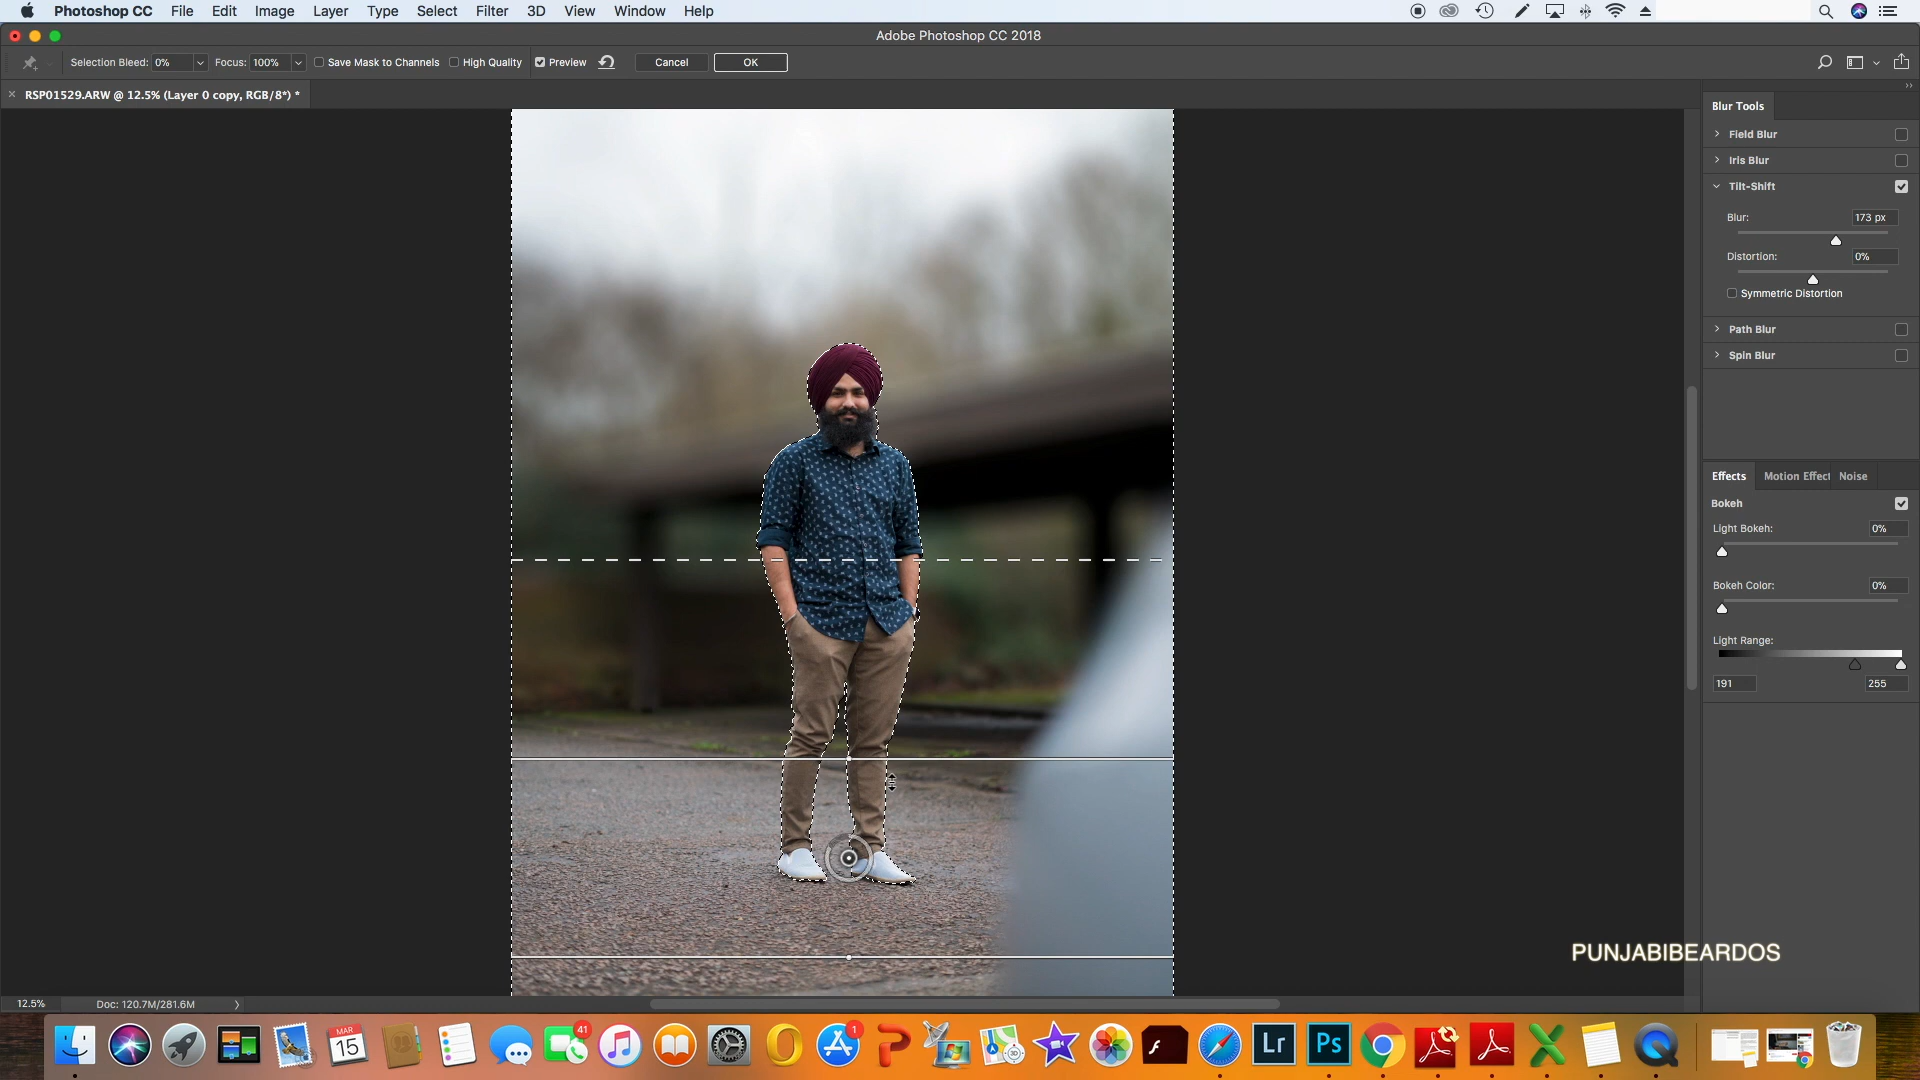 Photoshop CC File Edit Image Layer Type Select Filter 3D View Window Help
Adobe Photoshop CC 2018
Selection Bleed: 0% Focus: 100% Save Mask to Channels High Quality Preview Cancel OK
× RSP01529.ARW @ 12.5% (Layer 0 copy, RGB/8*) *
Blur Tools
Field Blur
Iris Blur
Tilt-Shift
Blur: 173 px
Distortion: 0%
Symmetric Distortion
Path Blur
Spin Blur
Effects Motion Effect Noise
Bokeh
Light Bokeh: 0%
Bokeh Color: 0%
Light Range:
191 255
PUNJABIBEARDOS
12.5% Doc: 120.7M/281.6M
MAR
15
41
1
3D
Lr
Ps